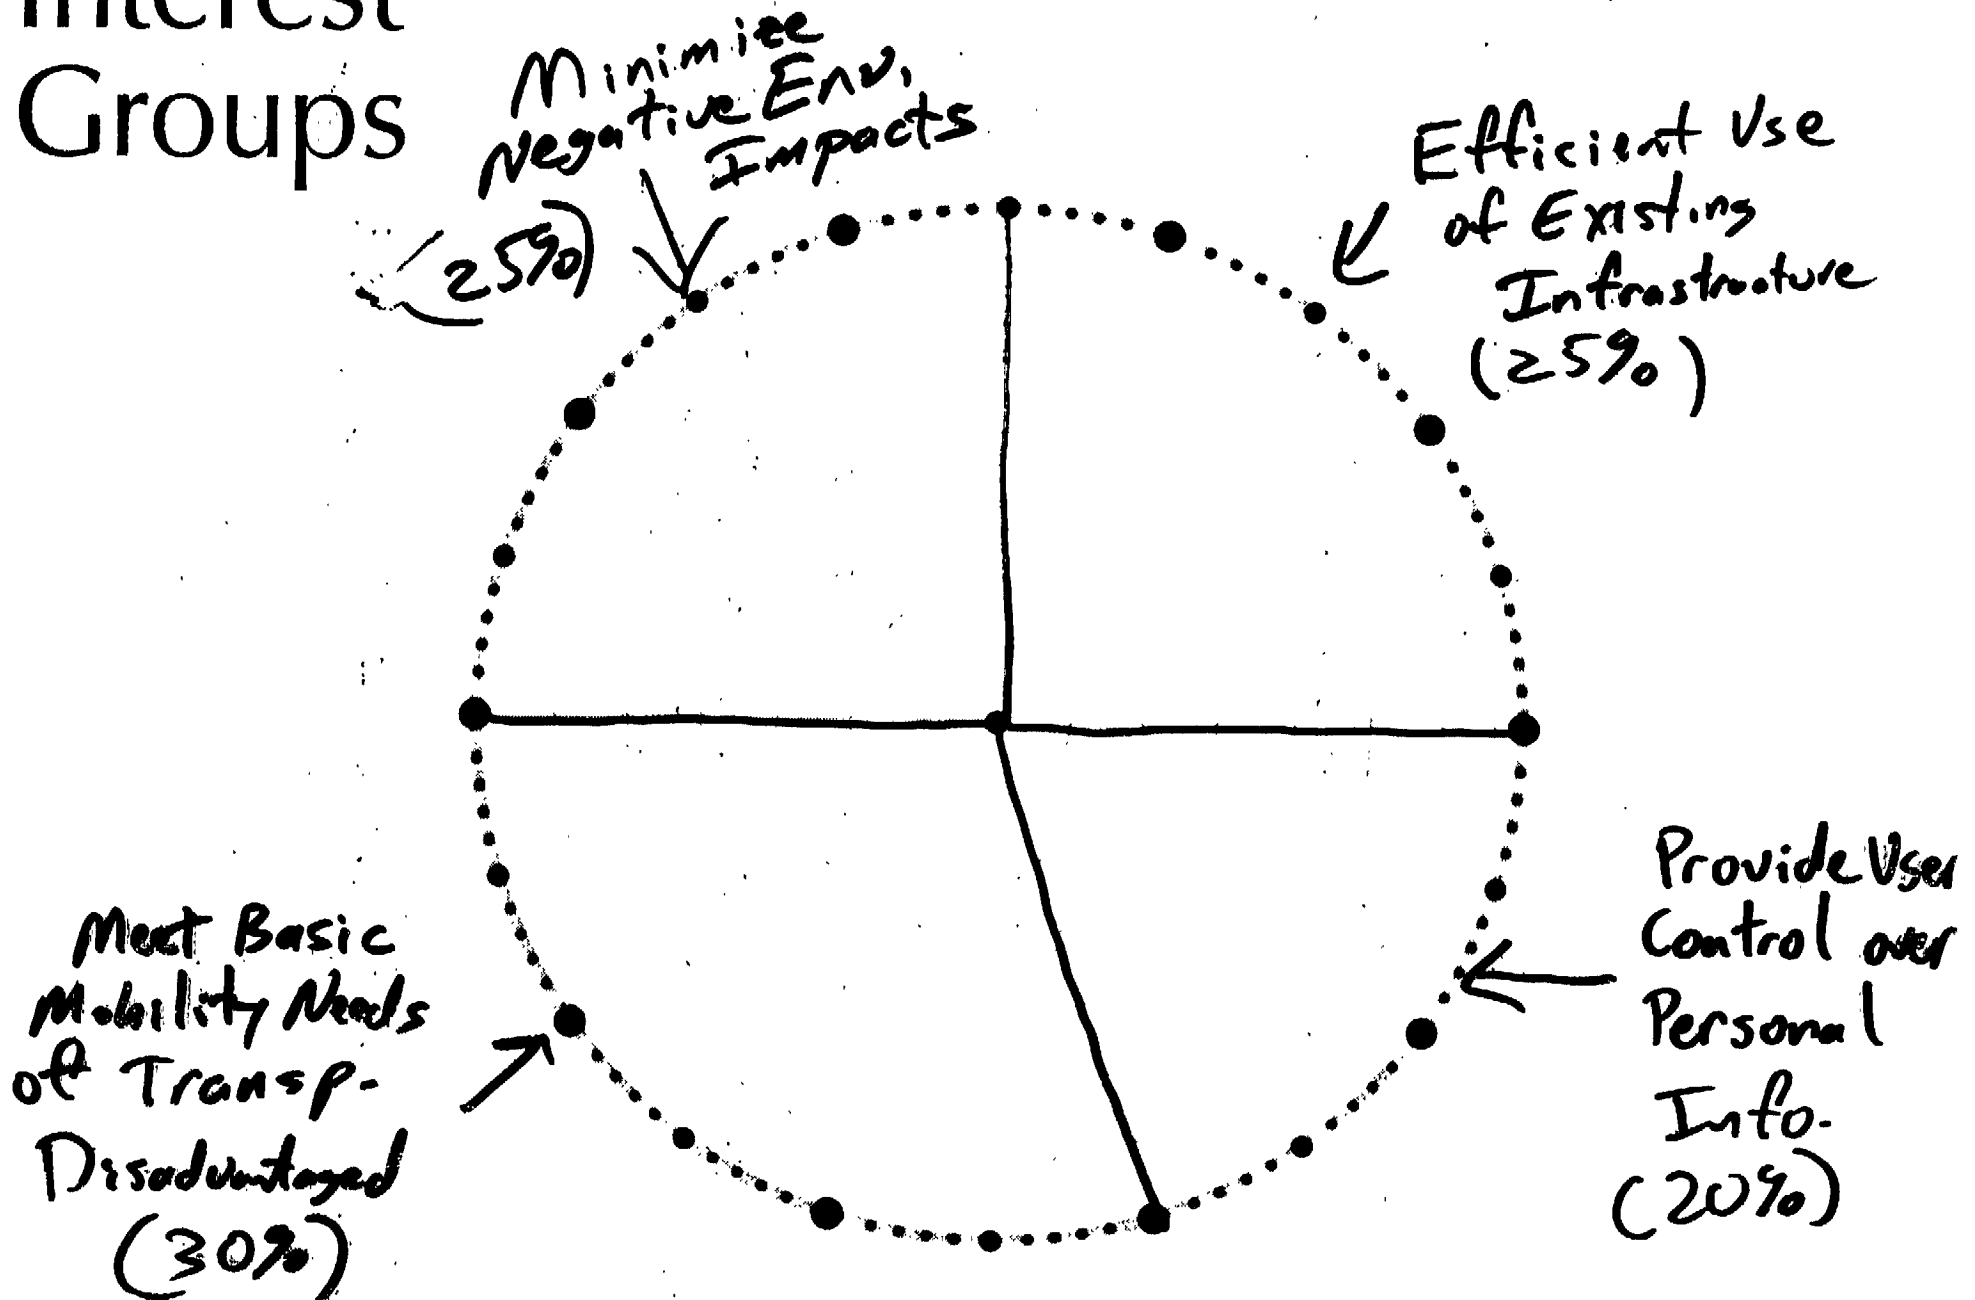 Interest
Groups
Minimize
Negative Env.
Impacts
(25%)
Efficient Use
of Existing
Infrastructure
(25%)
Provide User
Control over
Personal
Info.
(20%)
Meet Basic
Mobility Needs
of Transp-
Disadvantaged
(30%)